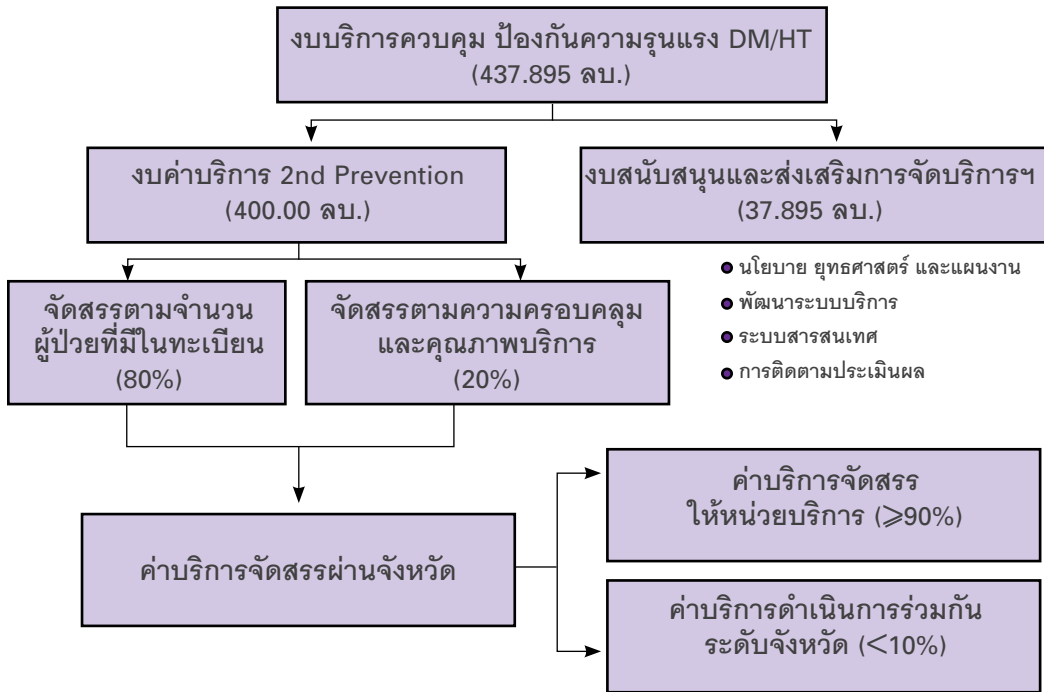 งบบริการควบคุม ป้องกันความรุนแรง DM/HT
(437.895 ลบ.)
งบค่าบริการ 2nd Prevention
(400.00 ลบ.)
งบสนับสนุนและส่งเสริมการจัดบริการฯ
(37.895 ลบ.)
นโยบาย ยุทธศาสตร์ และแผนงาน
พัฒนาระบบบริการ
ระบบสารสนเทศ
การติดตามประเมินผล
จัดสรรตามจำนวน
ผู้ป่วยที่มีในทะเบียน
(80%)
จัดสรรตามความครอบคลุม
และคุณภาพบริการ
(20%)
ค่าบริการจัดสรรผ่านจังหวัด
ค่าบริการจัดสรร
ให้หน่วยบริการ (⩾90%)
ค่าบริการดำเนินการร่วมกัน
ระดับจังหวัด (<10%)